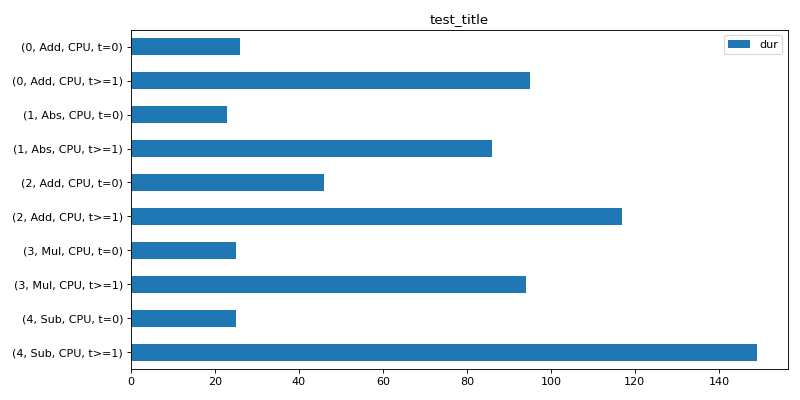 test_title
dur
(0, Add, CPU, t=0)
(0, Add, CPU, t>=1)
(1, Abs, CPU, t=0)
(1, Abs, CPU, t>=1)
(2, Add, CPU, t=0)
(2, Add, CPU, t>=1)
(3, Mul, CPU, t=0)
(3, Mul, CPU, t>=1)
(4, Sub, CPU, t=0)
(4, Sub, CPU, t>=1)
0 20 40 60 80 100 120 140